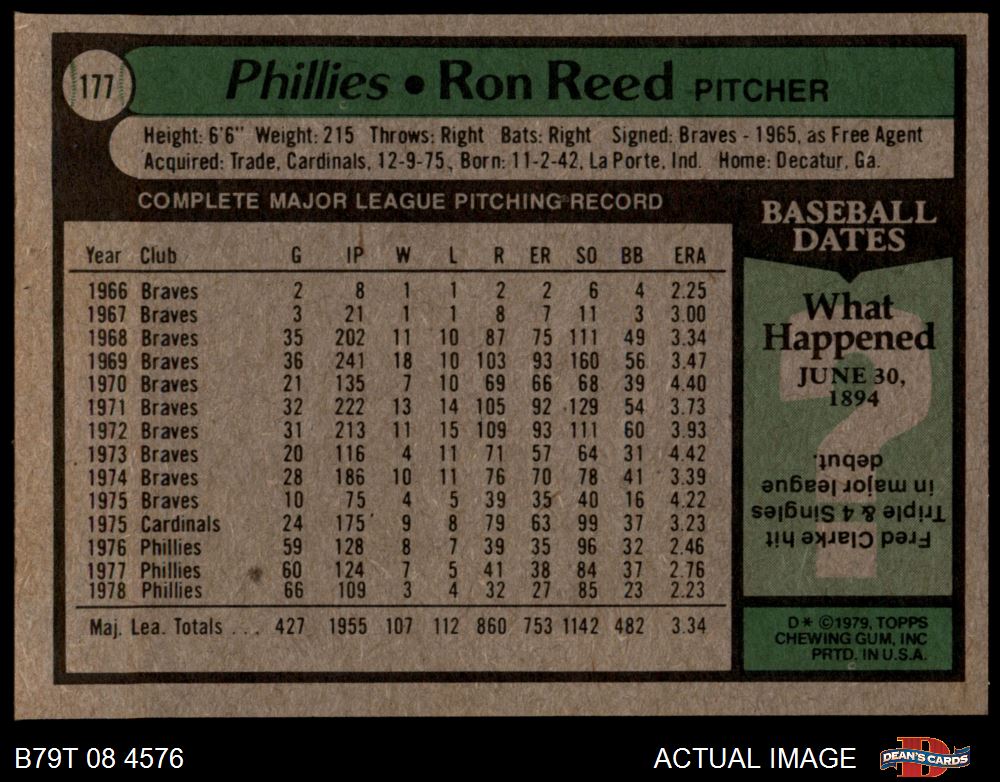 177
Phillies • Ron Reed PITCHER
Height: 6'6" Weight: 215 Throws: Right Bats: Right Signed: Braves - 1965, as Free Agent
Acquired: Trade, Cardinals, 12-9-75, Born: 11-2-42, La Porte, Ind. Home: Decatur, Ga.
COMPLETE MAJOR LEAGUE PITCHING RECORD
Year Club G IP W L R ER SO BB ERA
1966 Braves 2 8 1 1 2 2 6 4 2.25
1967 Braves 3 21 1 1 8 7 11 3 3.00
1968 Braves 35 202 11 10 87 75 111 49 3.34
1969 Braves 36 241 18 10 103 93 160 56 3.47
1970 Braves 21 135 7 10 69 66 68 39 4.40
1971 Braves 32 222 13 14 105 92 129 54 3.73
1972 Braves 31 213 11 15 109 93 111 60 3.93
1973 Braves 20 116 4 11 71 57 64 31 4.42
1974 Braves 28 186 10 11 76 70 78 41 3.39
1975 Braves 10 75 4 5 39 35 40 16 4.22
1975 Cardinals 24 175 9 8 79 63 99 37 3.23
1976 Phillies 59 128 8 7 39 35 96 32 2.46
1977 Phillies 60 124 7 5 41 38 84 37 2.76
1978 Phillies 66 109 3 4 32 27 85 23 2.23
Maj. Lea. Totals ... 427 1955 107 112 860 753 1142 482 3.34
BASEBALL
DATES
What
Happened
JUNE 30,
1894
?
Fred Clarke hit
Triple & 4 Singles
in major league
debut.
D* ©1979, TOPPS
CHEWING GUM, INC
PRTD. IN U.S.A.
B79T 08 4576
ACTUAL IMAGE
DEAN'S CARDS